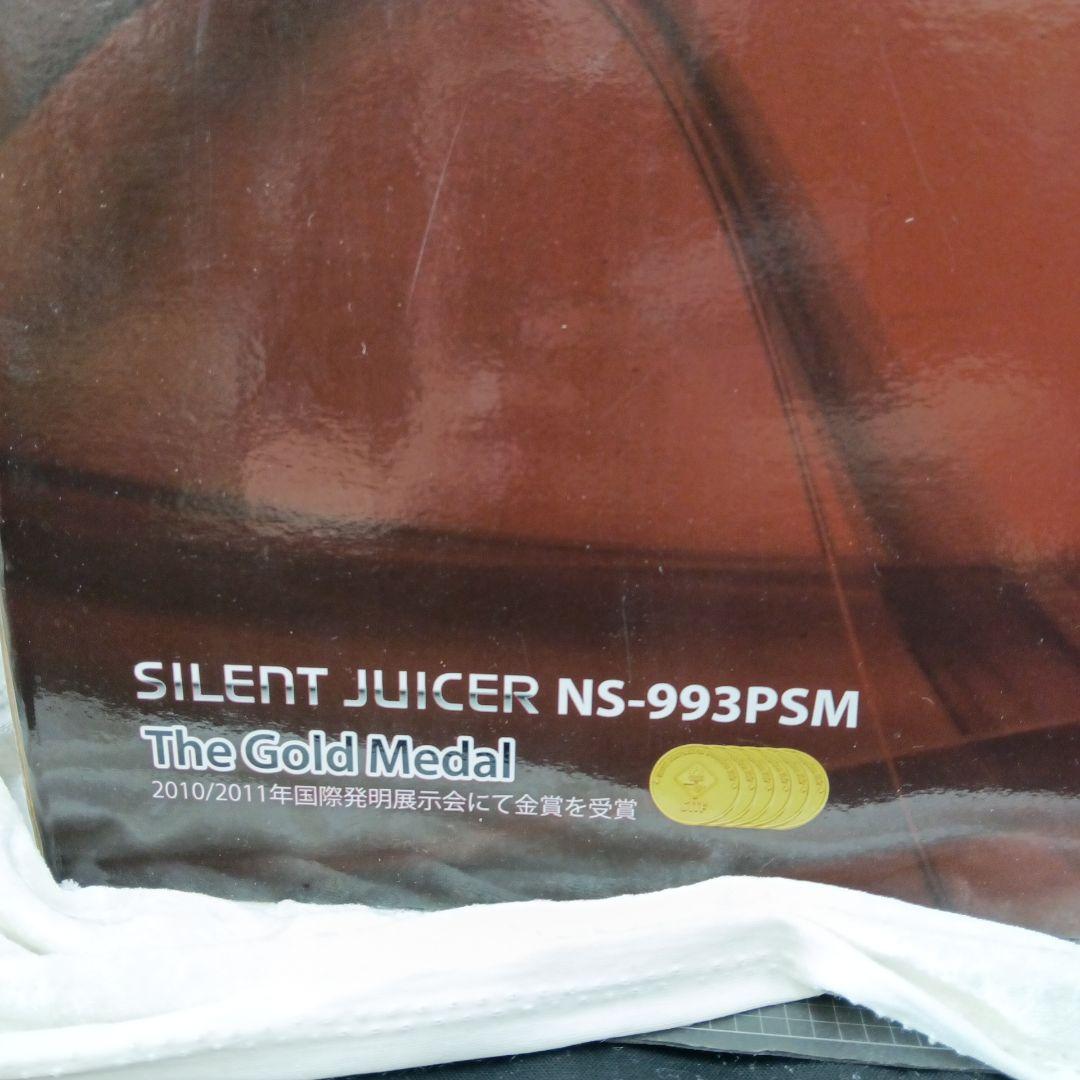 SILENT JUICER NS-993PSM
The Gold Medal
2010/2011年国際発明展示会にて金賞を受賞